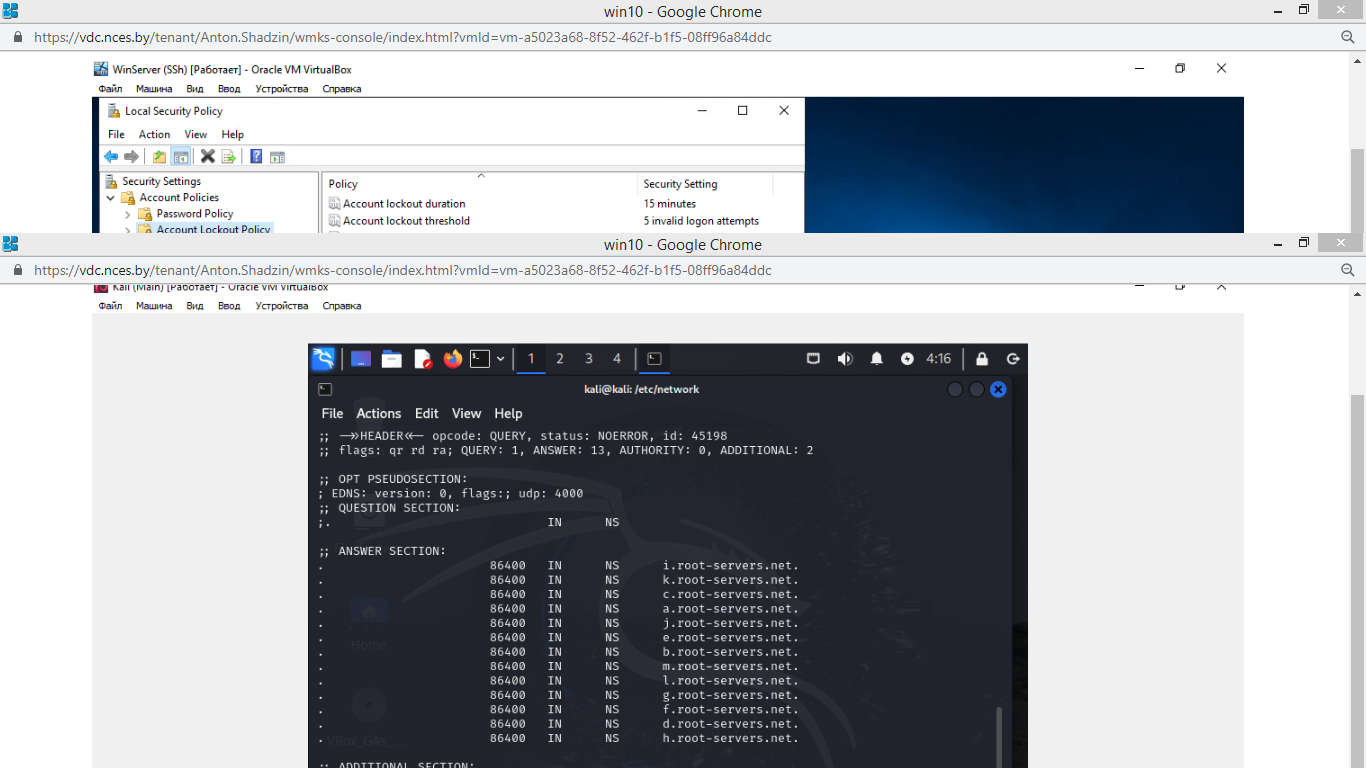 win10 - Google Chrome
https://vdc.nces.by/tenant/Anton.Shadzin/wmks-console/index.html?vmId=vm-a5023a68-8f52-462f-b1f5-08ff96a84ddc
WinServer (SSh) [Работает] - Oracle VM VirtualBox
Файл Машина Вид Ввод Устройства Справка
Local Security Policy
File Action View Help
Security Settings
Account Policies
Password Policy
Account Lockout Policy
Policy Security Setting
Account lockout duration 15 minutes
Account lockout threshold 5 invalid logon attempts
win10 - Google Chrome
https://vdc.nces.by/tenant/Anton.Shadzin/wmks-console/index.html?vmId=vm-a5023a68-8f52-462f-b1f5-08ff96a84ddc
Kali (Main) [Работает] - Oracle VM VirtualBox
Файл Машина Вид Ввод Устройства Справка
1 2 3 4 4:16
kali@kali: /etc/network
File Actions Edit View Help
;; ->>HEADER<<- opcode: QUERY, status: NOERROR, id: 45198
;; flags: qr rd ra; QUERY: 1, ANSWER: 13, AUTHORITY: 0, ADDITIONAL: 2
;; OPT PSEUDOSECTION:
; EDNS: version: 0, flags:; udp: 4000
;; QUESTION SECTION:
;. IN NS
;; ANSWER SECTION:
. 86400 IN NS i.root-servers.net.
. 86400 IN NS k.root-servers.net.
. 86400 IN NS c.root-servers.net.
. 86400 IN NS a.root-servers.net.
. 86400 IN NS j.root-servers.net.
. 86400 IN NS e.root-servers.net.
. 86400 IN NS b.root-servers.net.
. 86400 IN NS m.root-servers.net.
. 86400 IN NS l.root-servers.net.
. 86400 IN NS g.root-servers.net.
. 86400 IN NS f.root-servers.net.
. 86400 IN NS d.root-servers.net.
. 86400 IN NS h.root-servers.net.
Home
VBox_GAs_...
;; ADDITIONAL SECTION: